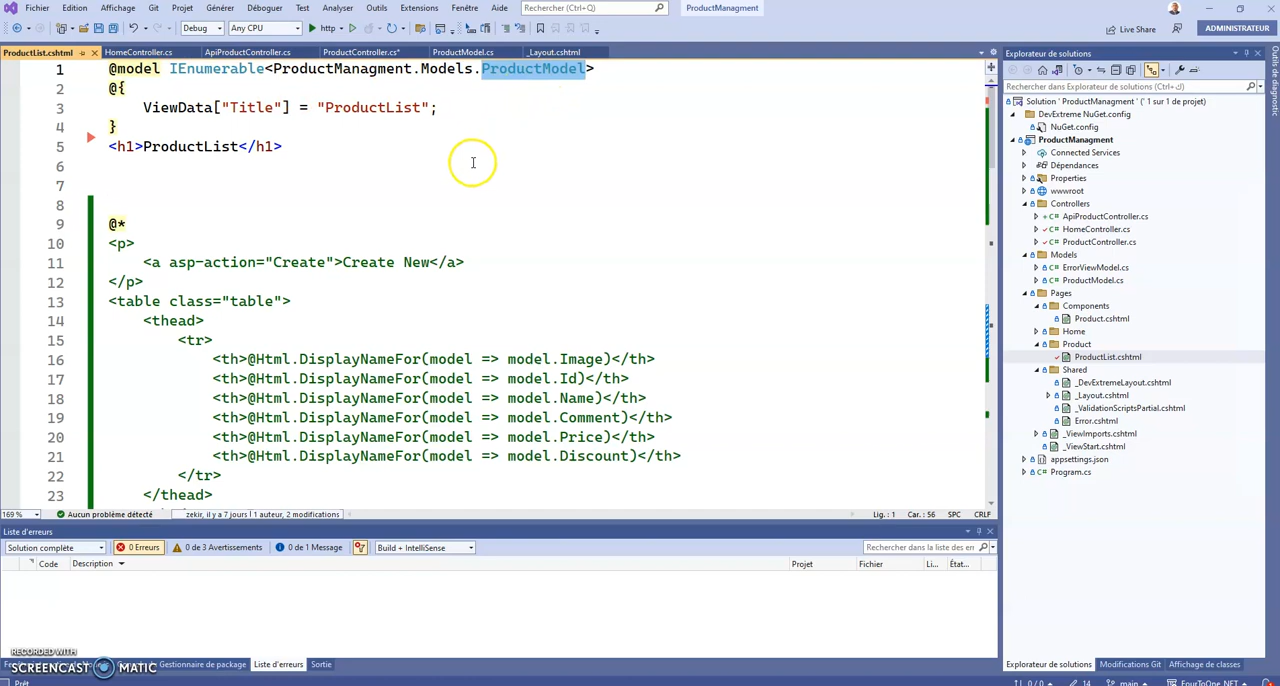 Fichier Edition Affichage Git Projet Générer Déboguer Test Analyser Outils Extensions Fenêtre Aide Rechercher (Ctrl+Q) ProductManagment
Debug Any CPU http Live Share ADMINISTRATEUR
ProductList.cshtml HomeController.cs ApiProductController.cs ProductController.cs* ProductModel.cs _Layout.cshtml
1 @model IEnumerable<ProductManagment.Models.ProductModel>
2 @{
3 ViewData["Title"] = "ProductList";
4 }
5 <h1>ProductList</h1>
6
7
8
9 @*
10 <p>
11 <a asp-action="Create">Create New</a>
12 </p>
13 <table class="table">
14 <thead>
15 <tr>
16 <th>@Html.DisplayNameFor(model => model.Image)</th>
17 <th>@Html.DisplayNameFor(model => model.Id)</th>
18 <th>@Html.DisplayNameFor(model => model.Name)</th>
19 <th>@Html.DisplayNameFor(model => model.Comment)</th>
20 <th>@Html.DisplayNameFor(model => model.Price)</th>
21 <th>@Html.DisplayNameFor(model => model.Discount)</th>
22 </tr>
23 </thead>
169 % Aucun problème détecté zekir, il y a 7 jours | 1 auteur, 2 modifications Lig. : 1 Car. : 56 SPC CRLF
Liste d'erreurs
Solution complète 0 Erreurs 0 de 3 Avertissements 0 de 1 Message Build + IntelliSense Rechercher dans la liste des err
Code Description Projet Fichier Li... État...
RECORDED WITH
SCREENCAST MATIC
Gestionnaire de package Liste d'erreurs Sortie
Prêt
Explorateur de solutions
Rechercher dans Explorateur de solutions (Ctrl+ك)
Solution 'ProductManagment' (1 sur 1 de projet)
DevExtreme NuGet.config
NuGet.config
ProductManagment
Connected Services
Dépendances
Properties
wwwroot
Controllers
ApiProductController.cs
HomeController.cs
ProductController.cs
Models
ErrorViewModel.cs
ProductModel.cs
Pages
Components
Product.cshtml
Home
Product
ProductList.cshtml
Shared
_DevExtremeLayout.cshtml
_Layout.cshtml
_ValidationScriptsPartial.cshtml
Error.cshtml
_ViewImports.cshtml
_ViewStart.cshtml
appsettings.json
Program.cs
Explorateur de solutions Modifications Git Affichage de classes
0 / 0 14 main FourToOne .NET
Outils de diagnostic